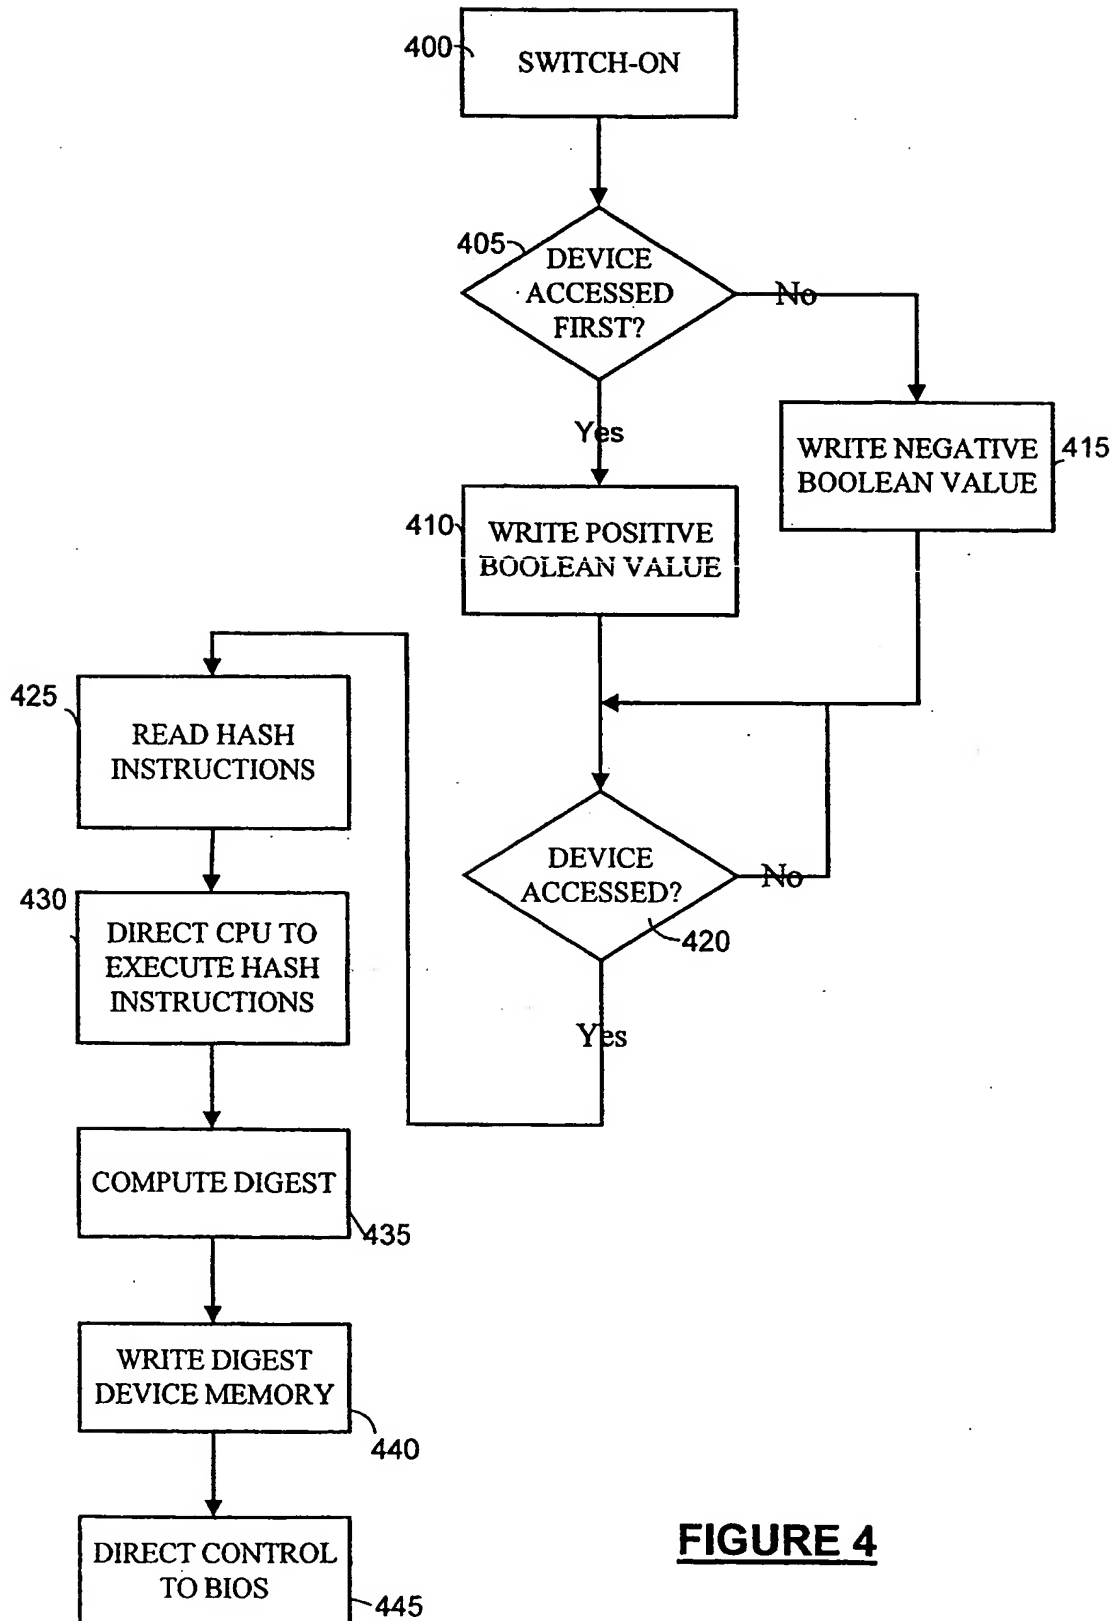 400
SWITCH-ON
405
DEVICE
ACCESSED
FIRST?
No
Yes
WRITE NEGATIVE
BOOLEAN VALUE
415
410
WRITE POSITIVE
BOOLEAN VALUE
425
READ HASH
INSTRUCTIONS
DEVICE
ACCESSED?
No
420
Yes
430
DIRECT CPU TO
EXECUTE HASH
INSTRUCTIONS
COMPUTE DIGEST
435
WRITE DIGEST
DEVICE MEMORY
440
DIRECT CONTROL
TO BIOS
445
FIGURE 4